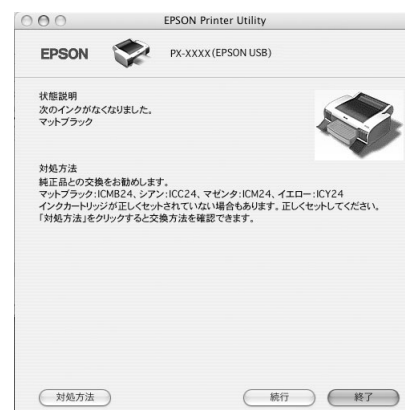 EPSON Printer Utility
EPSON PX-XXXX (EPSON USB)
状態説明
次のインクがなくなりました。
マットブラック
対処方法
純正品との交換をお勧めします。
マットブラック:ICMB24、シアン:ICC24、マゼンタ:ICM24、イエロー:ICY24
インクカートリッジが正しくセットされていない場合もあります。正しくセットしてください。
「対処方法」をクリックすると交換方法を確認できます。
対処方法 続行 終了